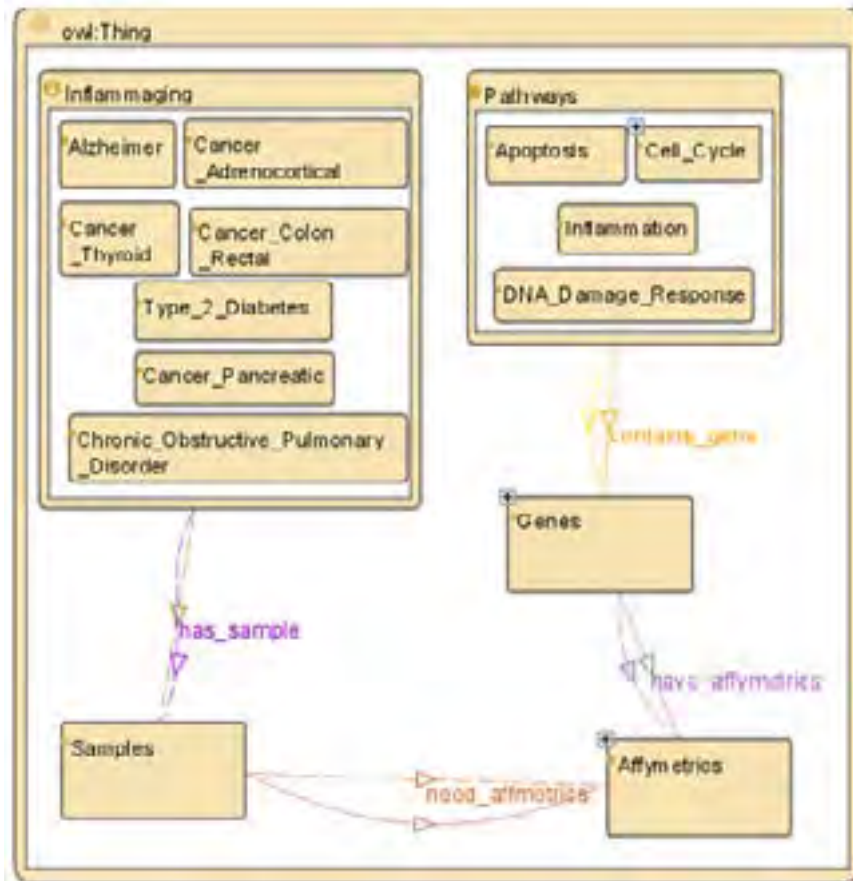 owl:Thing
Inflammaging
Alzheimer
Cancer
_Adrenocortical
Cancer
_Thyroid
Cancer_Colon
_Rectal
Type_2_Diabetes
Cancer_Pancreatic
Chronic_Obstructive_Pulmonary
_Disorder
Pathways
Apoptosis
Cell_Cycle
Inflammation
DNA_Damage_Response
contains_gene
Genes
has_sample
have_affymetrics
Samples
need_affmetrics
Affymetrics